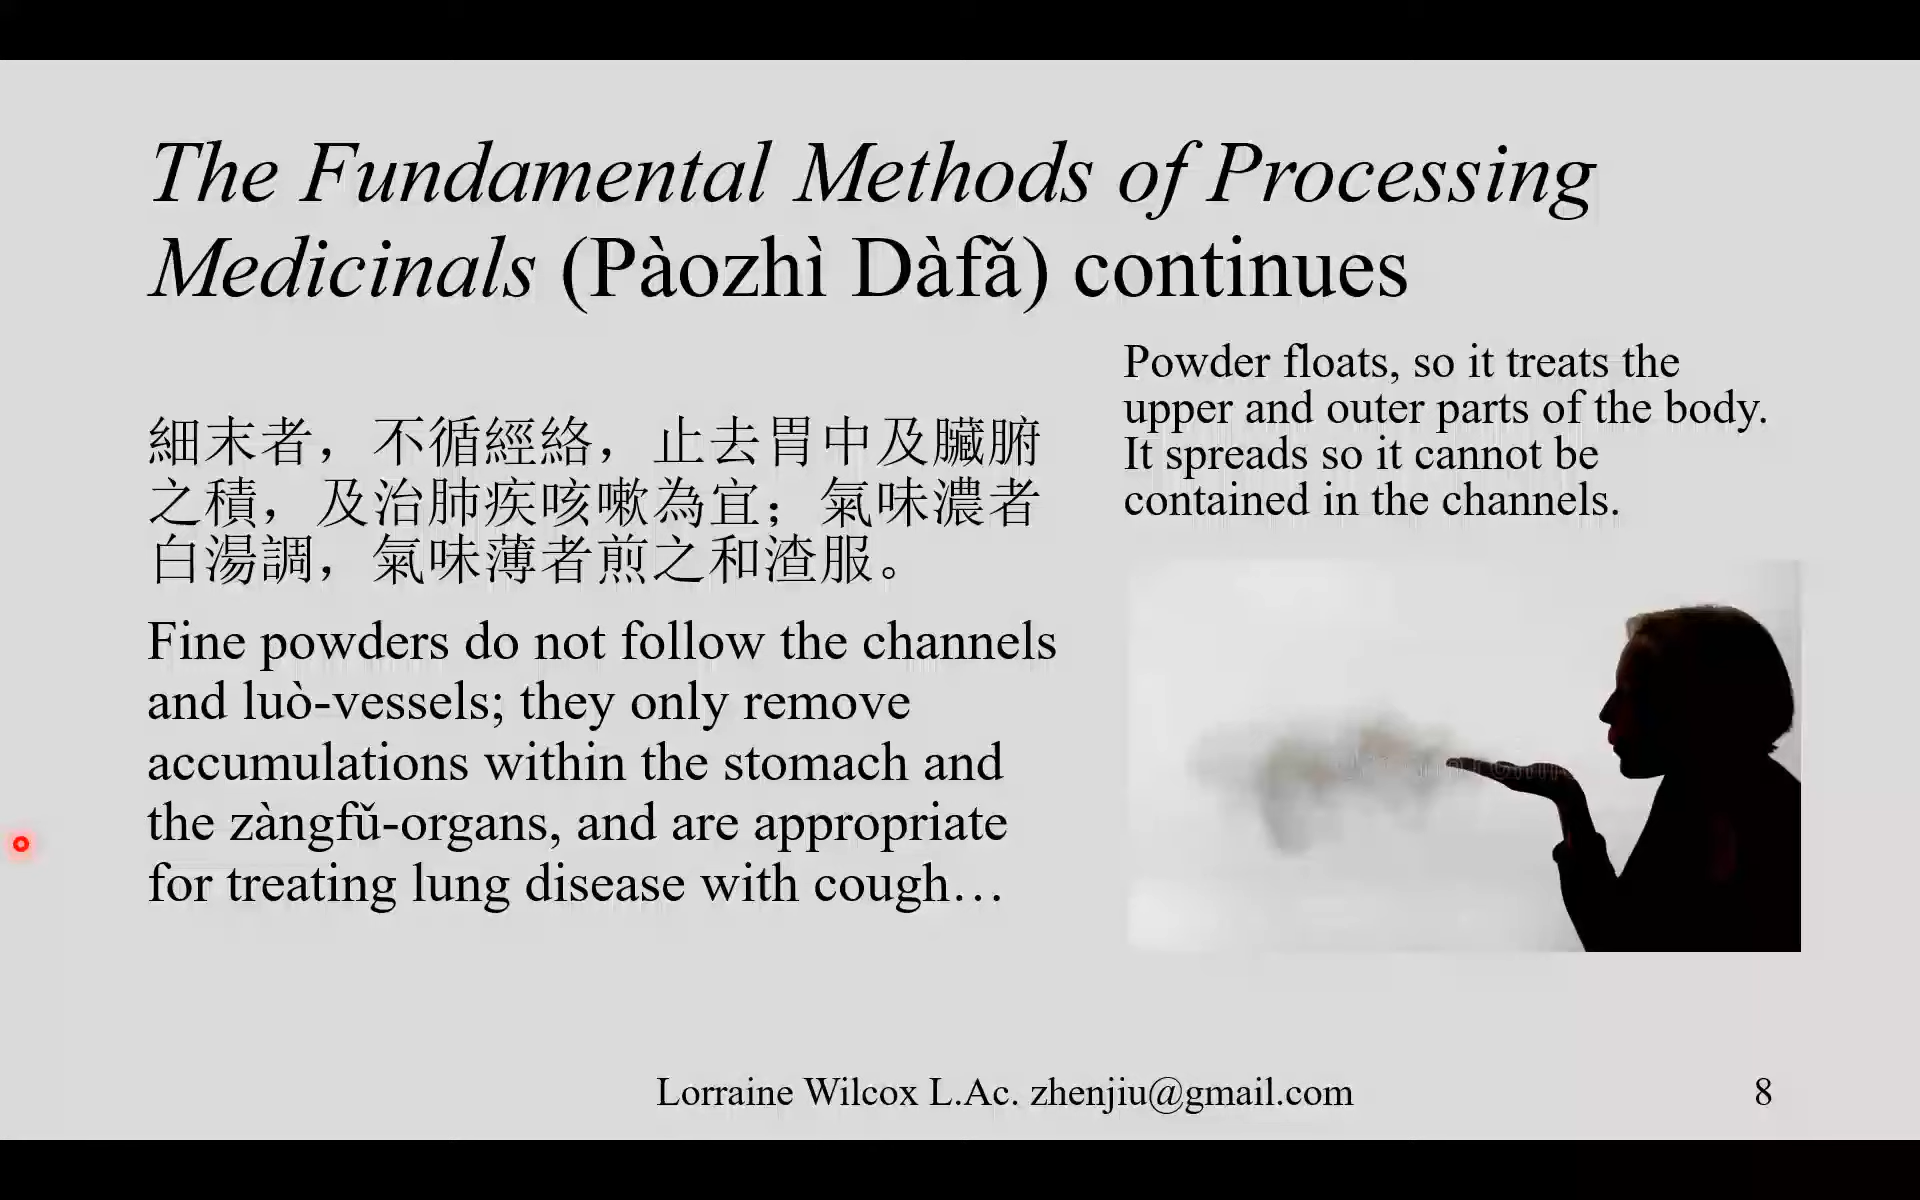 The Fundamental Methods of Processing
Medicinals (Pàozhì Dàfǎ) continues
細末者，不循經絡，止去胃中及臟腑
之積，及治肺疾咳嗽為宜；氣味濃者
白湯調，氣味薄者煎之和渣服。
Fine powders do not follow the channels
and luò-vessels; they only remove
accumulations within the stomach and
the zàngfǔ-organs, and are appropriate
for treating lung disease with cough…
Powder floats, so it treats the
upper and outer parts of the body.
It spreads so it cannot be
contained in the channels.
Lorraine Wilcox L.Ac. zhenjiu@gmail.com
8